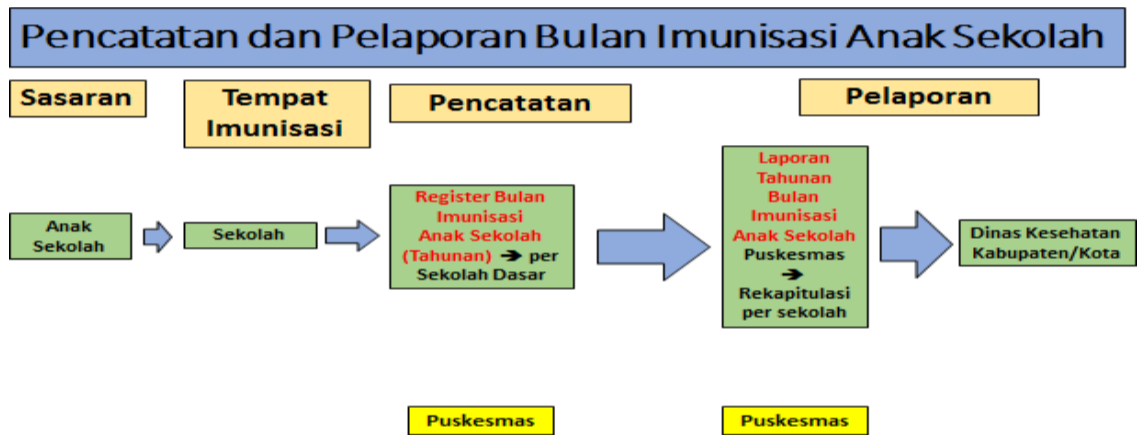 Pencatatan dan Pelaporan Bulan Imunisasi Anak Sekolah
Sasaran
Tempat
Imunisasi
Pencatatan
Pelaporan
Anak
Sekolah
Sekolah
Register Bulan
Imunisasi
Anak Sekolah
(Tahunan) ➔ per
Sekolah Dasar
Laporan
Tahunan
Bulan
Imunisasi
Anak Sekolah
Puskesmas
➔
Rekapitulasi
per sekolah
Dinas Kesehatan
Kabupaten/Kota
Puskesmas
Puskesmas